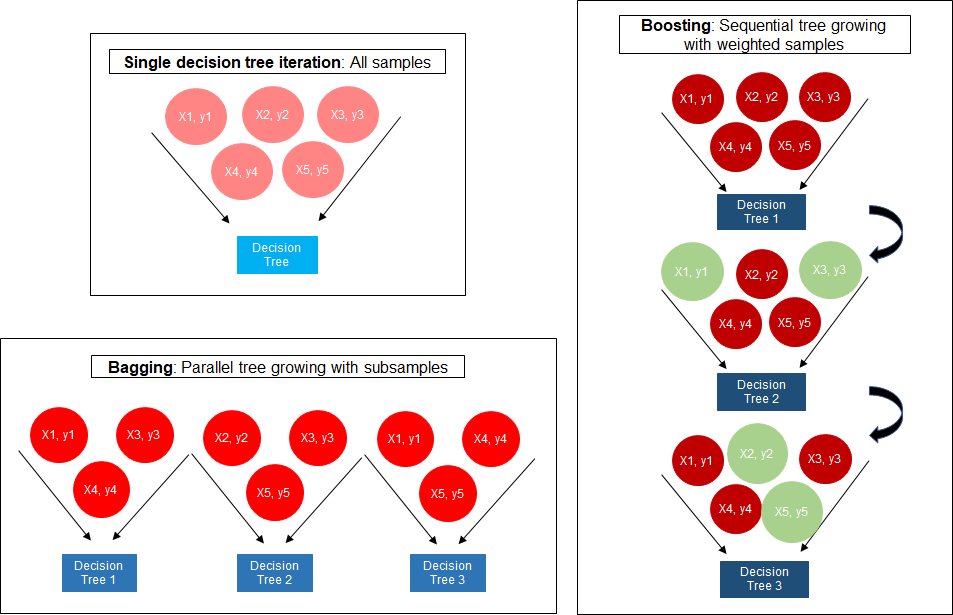 Single decision tree iteration: All samples
X1, y1
X2, y2
X3, y3
X4, y4
X5, y5
Decision
Tree
Bagging: Parallel tree growing with subsamples
X1, y1
X3, y3
X4, y4
Decision
Tree 1
X2, y2
X3, y3
X5, y5
Decision
Tree 2
X1, y1
X4, y4
X5, y5
Decision
Tree 3
Boosting: Sequential tree growing
with weighted samples
X1, y1
X2, y2
X3, y3
X4, y4
X5, y5
Decision
Tree 1
X1, y1
X2, y2
X3, y3
X4, y4
X5, y5
Decision
Tree 2
X1, y1
X2, y2
X3, y3
X4, y4
X5, y5
Decision
Tree 3